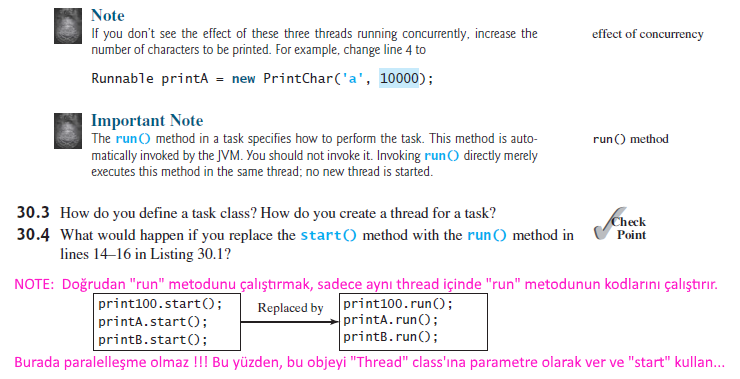 Note
If you don't see the effect of these three threads running concurrently, increase the
effect of concurrency
number of characters to be printed. For example, change line 4 to
Runnable printA = new PrintChar('a', 10000);
Important Note
The run() method in a task specifies how to perform the task. This method is auto-
run() method
matically invoked by the JVM. You should not invoke it. Invoking run() directly merely
executes this method in the same thread; no new thread is started.
30.3 How do you define a task class? How do you create a thread for a task?
30.4 What would happen if you replace the start() method with the run() method in
lines 14–16 in Listing 30.1?
Check
Point
NOTE: Doğrudan "run" metodunu çalıştırmak, sadece aynı thread içinde "run" metodunun kodlarını çalıştırır.
print100.start();
printA.start();
printB.start();
Replaced by
print100.run();
printA.run();
printB.run();
Burada paralelleşme olmaz !!! Bu yüzden, bu objeyi "Thread" class'ına parametre olarak ver ve "start" kullan...